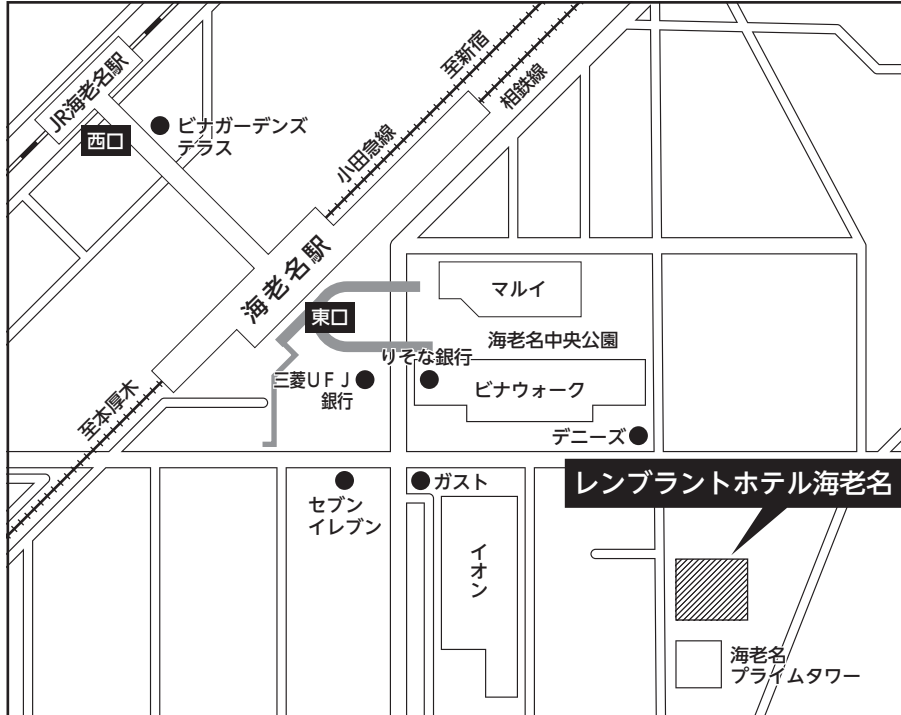 至新宿
相鉄線
JR海老名駅
西口
ビナガーデンズ
テラス
小田急線
海老名駅
マルイ
東口
海老名中央公園
りそな銀行
三菱UFJ
銀行
ビナウォーク
至本厚木
デニーズ
レンブラントホテル海老名
セブン
イレブン
ガスト
イオン
海老名
プライムタワー